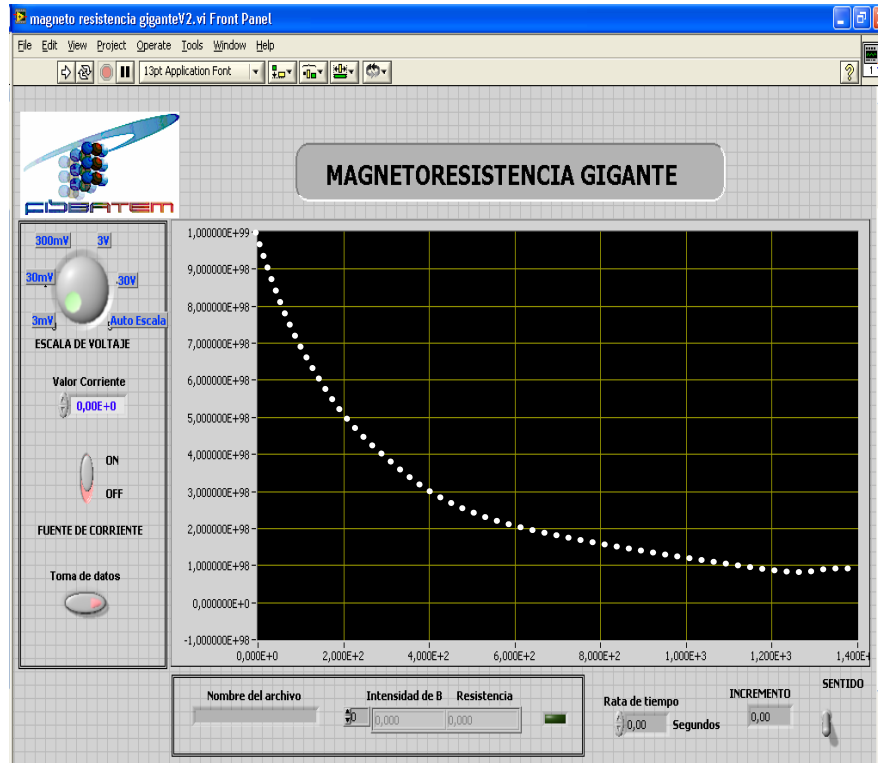 magneto resistencia giganteV2.vi Front Panel
File Edit View Project Operate Tools Window Help
13pt Application Font
MAGNETORESISTENCIA GIGANTE
300mV 3V
30mV 30V
3mV Auto Escala
ESCALA DE VOLTAJE
Valor Corriente
0,00E+0
ON
OFF
FUENTE DE CORRIENTE
Toma de datos
1,000000E+99
9,000000E+98
8,000000E+98
7,000000E+98
6,000000E+98
5,000000E+98
4,000000E+98
3,000000E+98
2,000000E+98
1,000000E+98
0,000000E+0
-1,000000E+98
0,000E+0 2,000E+2 4,000E+2 6,000E+2 8,000E+2 1,000E+3 1,200E+3
Nombre del archivo Intensidad de B Resistencia
0 0,000 0,000
Rata de tiempo
0,00 Segundos
INCREMENTO
0,00
SENTIDO